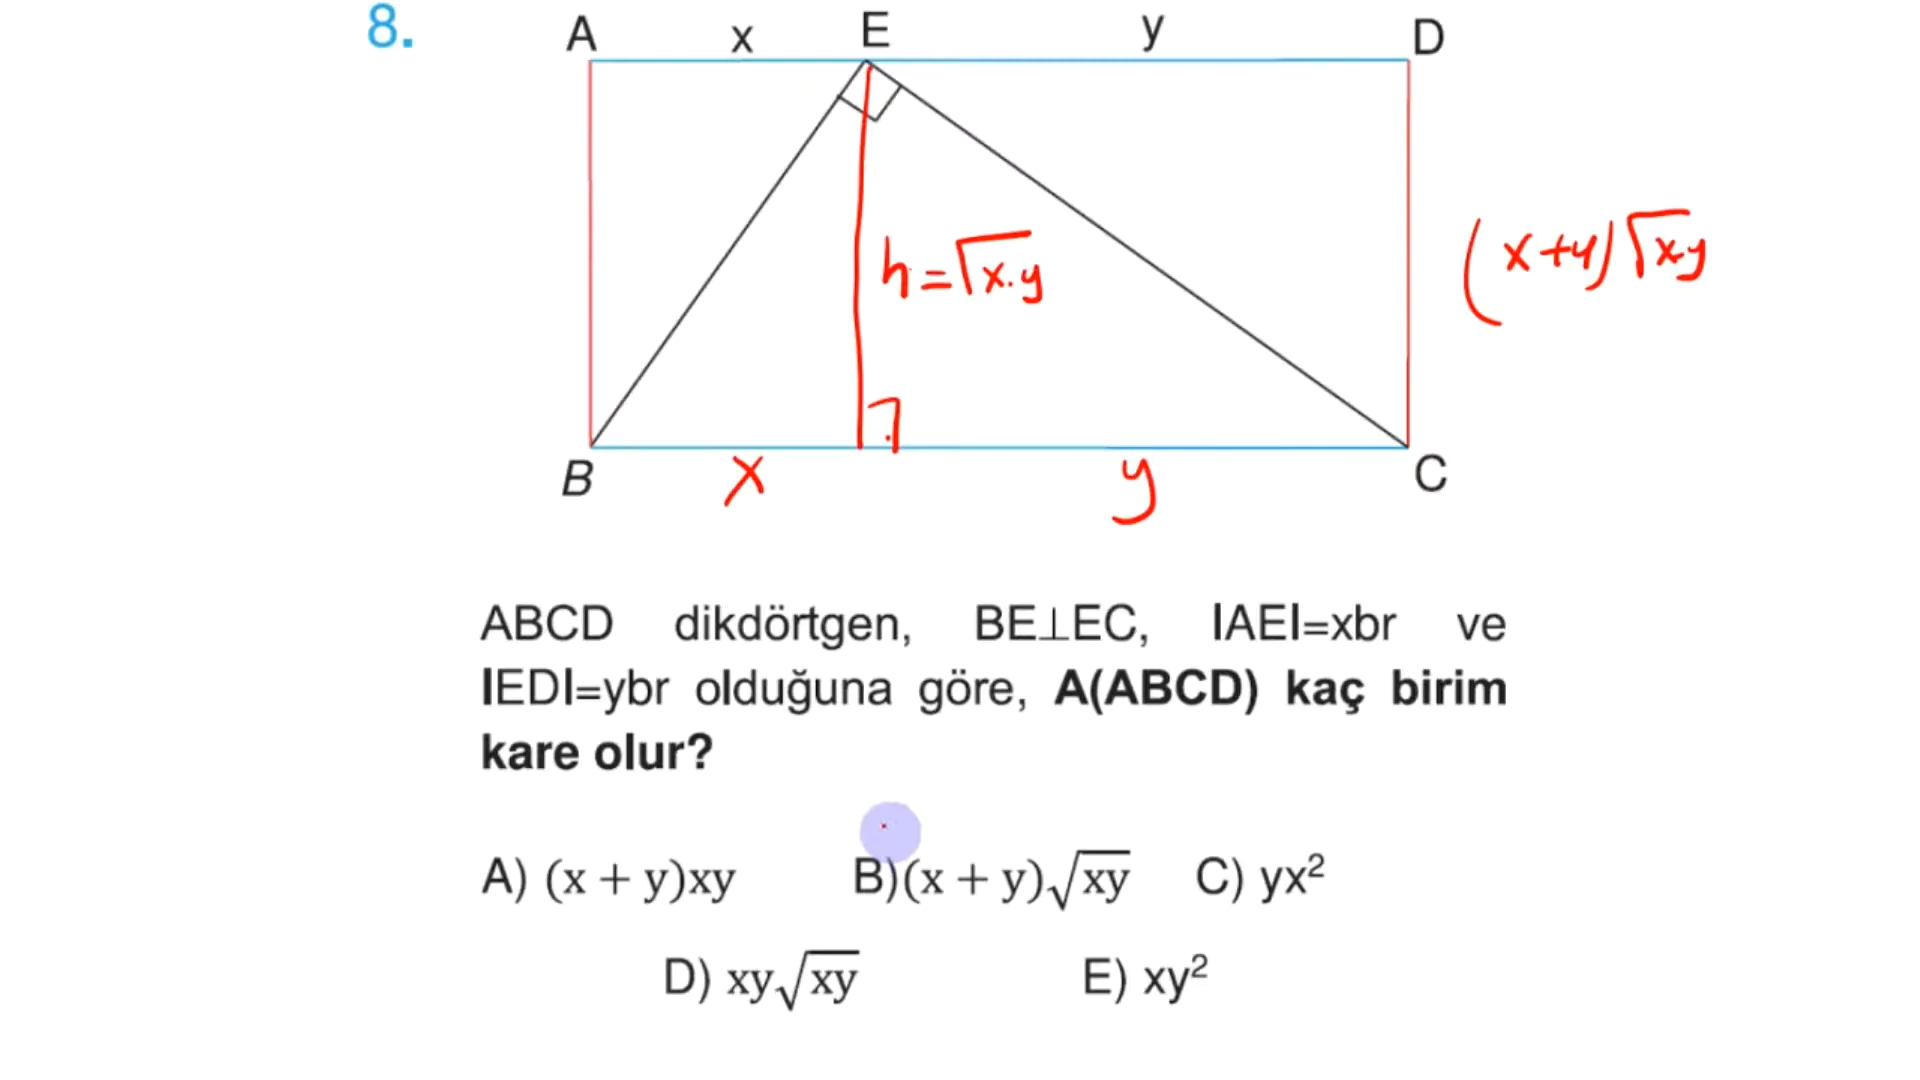 8.
A x E y D
h=√x.y
(x+y)√xy
B x y C
ABCD dikdörtgen, BE⊥EC, IAEI=xbr ve
IEDI=ybr olduğuna göre, A(ABCD) kaç birim
kare olur?
A) (x + y)xy B)(x + y)√xy C) yx²
D) xy√xy E) xy²